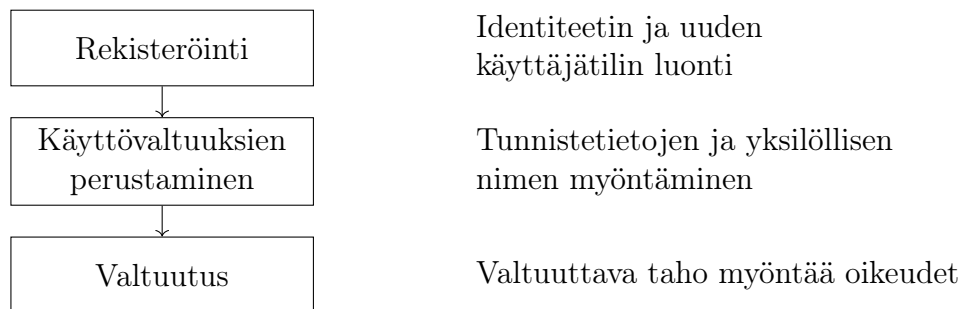 Rekisteröinti
Identiteetin ja uuden
käyttäjätilin luonti
Käyttövaltuuksien
perustaminen
Tunnistetietojen ja yksilöllisen
nimen myöntäminen
Valtuutus
Valtuuttava taho myöntää oikeudet